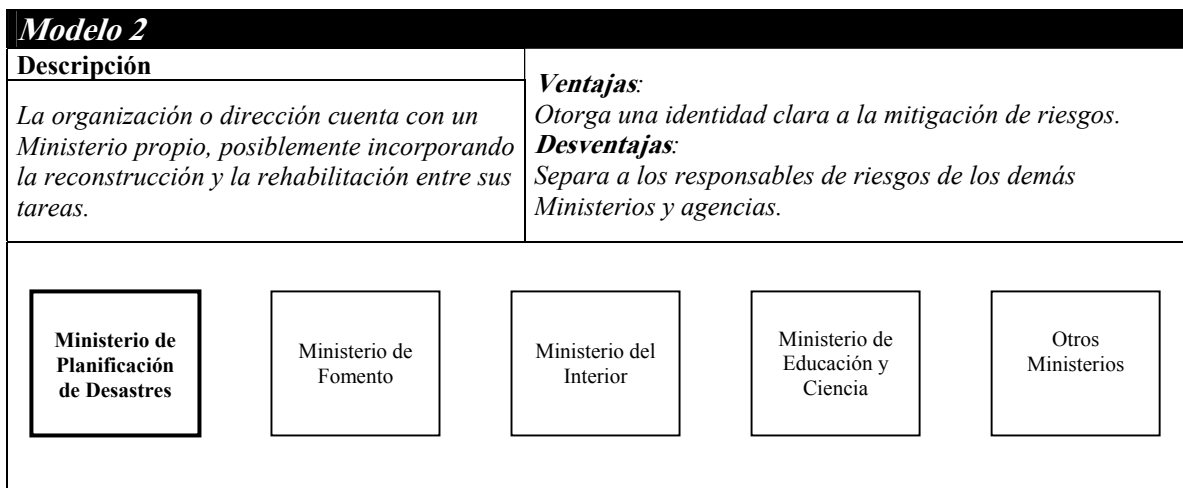 Modelo 2
Descripción
La organización o dirección cuenta con un
Ministerio propio, posiblemente incorporando
la reconstrucción y la rehabilitación entre sus
tareas.
Ventajas:
Otorga una identidad clara a la mitigación de riesgos.
Desventajas:
Separa a los responsables de riesgos de los demás
Ministerios y agencias.
Ministerio de
Planificación
de Desastres
Ministerio de
Fomento
Ministerio del
Interior
Ministerio de
Educación y
Ciencia
Otros
Ministerios